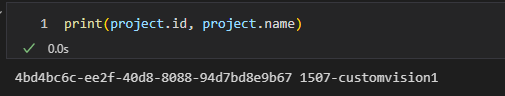 1 print(project.id, project.name)
0.0s
4bd4bc6c-ee2f-40d8-8088-94d7bd8e9b67 1507-customvision1